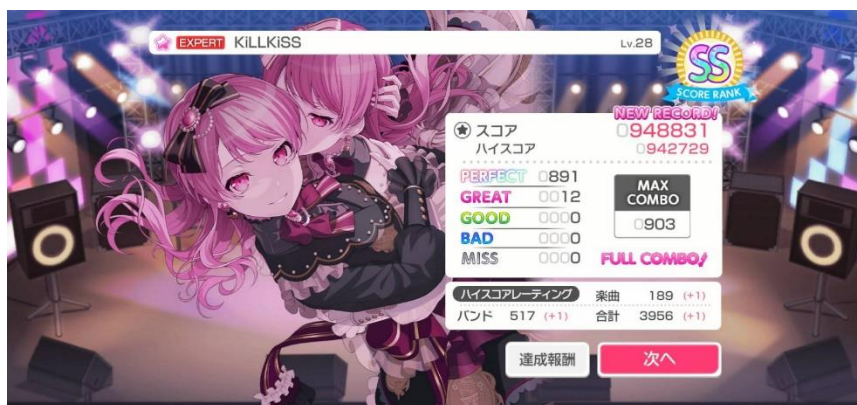 EXPERT KiLLKiSS Lv.28
SS
SCORE RANK
NEW RECORD!
スコア 0948831
ハイスコア 0942729
PERFECT 0891
GREAT 0012
GOOD 0000
BAD 0000
MISS 0000
MAX
COMBO
0903
FULL COMBO!
ハイスコアレーティング 楽曲 189 (+1)
バンド 517 (+1) 合計 3956 (+1)
達成報酬 次へ